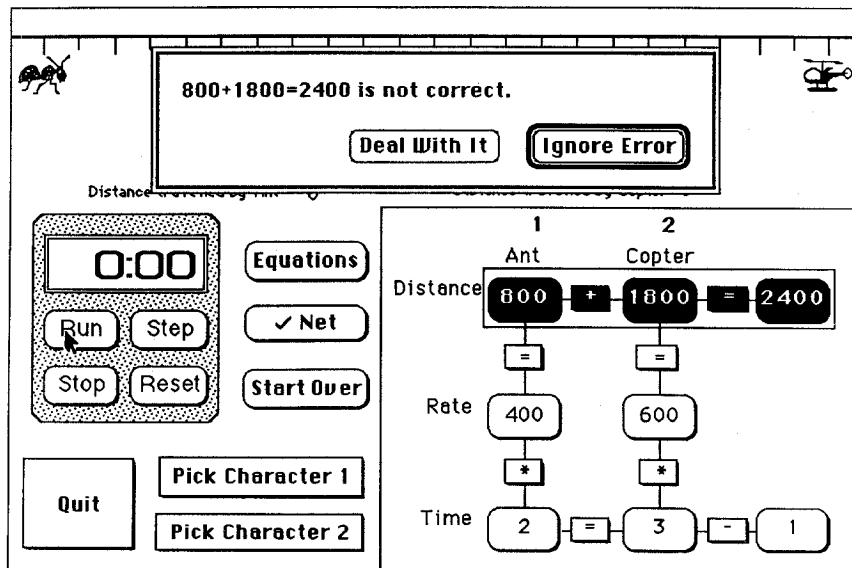 800+1800=2400 is not correct.
Deal With It
Ignore Error
Distance
0:00
Run
Step
Stop
Reset
Equations
✓ Net
Start Over
Quit
Pick Character 1
Pick Character 2
1 2
Ant Copter
Distance 800 + 1800 = 2400
= =
Rate 400 600
* *
Time 2 = 3 - 1